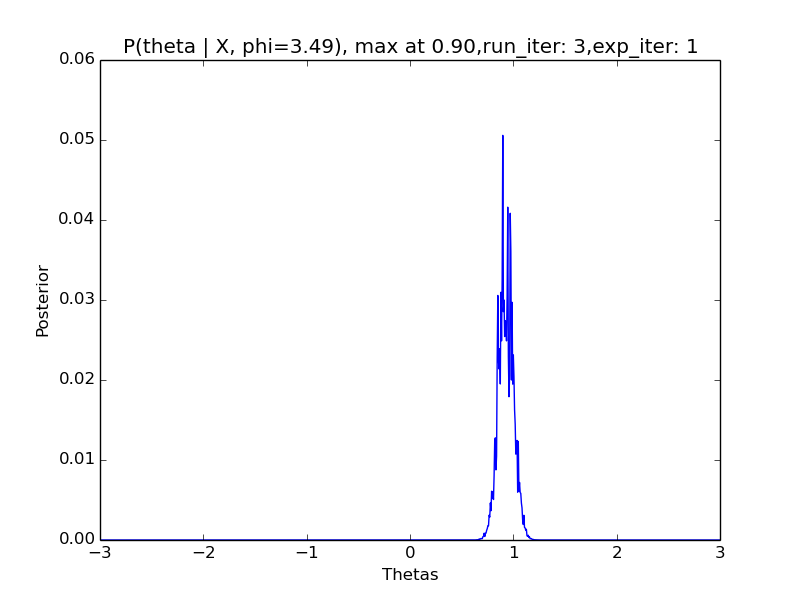 P(theta | X, phi=3.49), max at 0.90,run_iter: 3,exp_iter: 1
0.06
0.05
0.04
0.03
0.02
0.01
0.00
Posterior
−3 −2 −1 0 1 2 3
Thetas